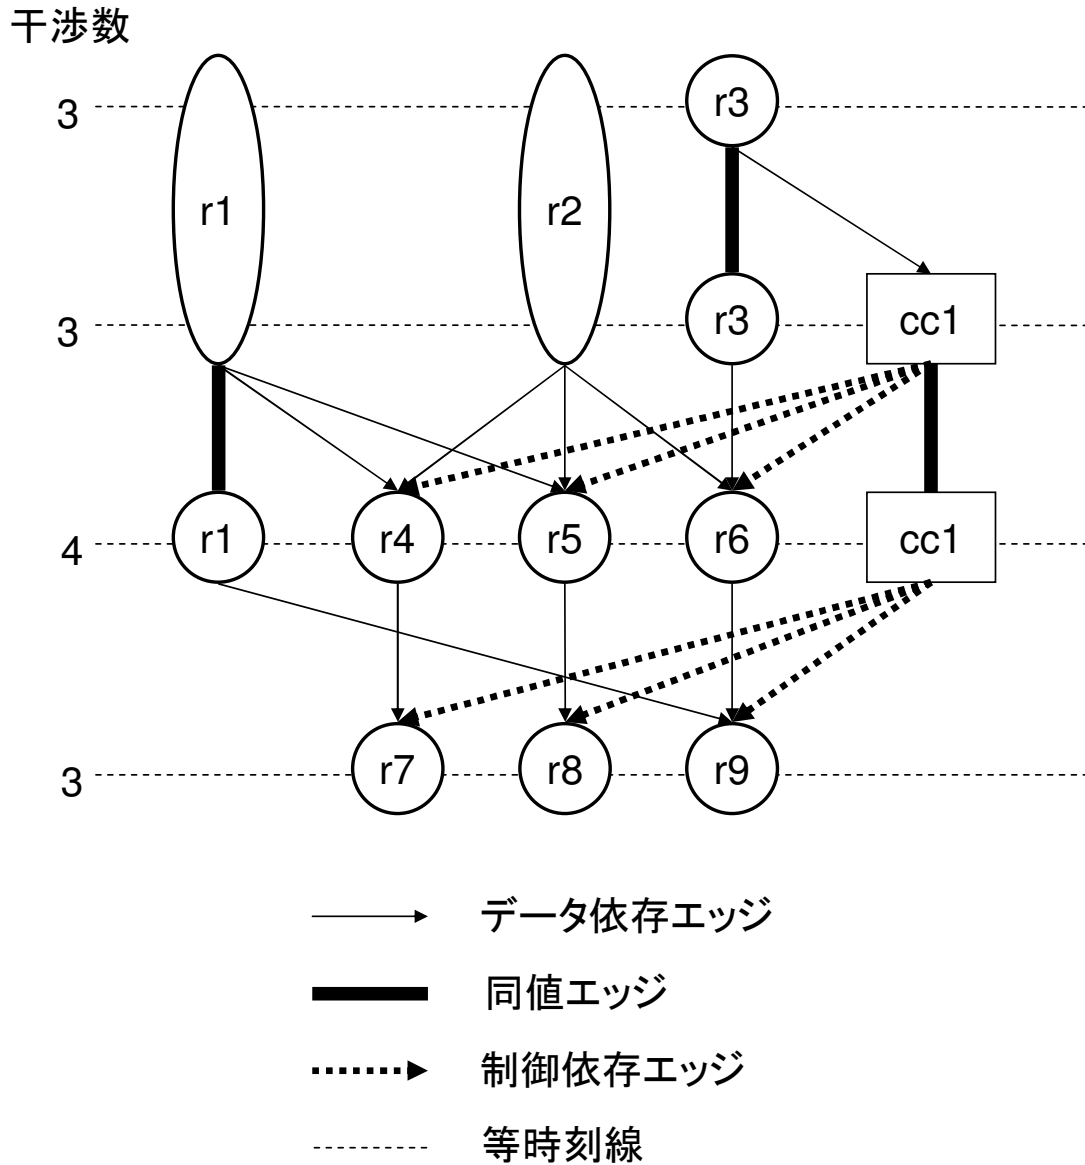 干渉数
3 r3
r1 r2
3 r3 cc1
4 r1 r4 r5 r6 cc1
3 r7 r8 r9
データ依存エッジ
同値エッジ
制御依存エッジ
等時刻線